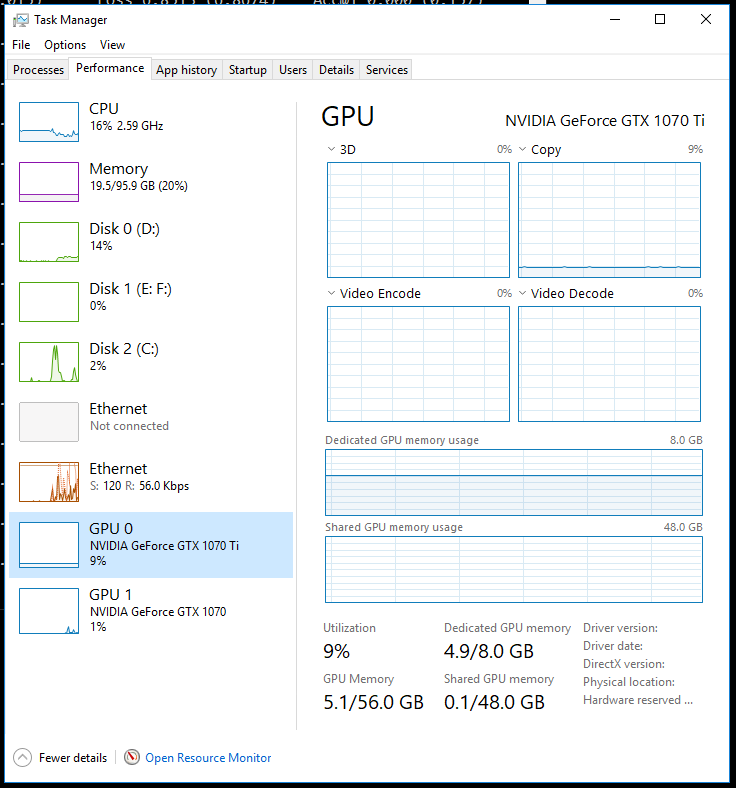 Task Manager
File Options View
Processes Performance App history Startup Users Details Services
CPU
16% 2.59 GHz
Memory
19.5/95.9 GB (20%)
Disk 0 (D:)
14%
Disk 1 (E: F:)
0%
Disk 2 (C:)
2%
Ethernet
Not connected
Ethernet
S: 120 R: 56.0 Kbps
GPU 0
NVIDIA GeForce GTX 1070 Ti
9%
GPU 1
NVIDIA GeForce GTX 1070
1%
GPU
NVIDIA GeForce GTX 1070 Ti
3D 0%
Copy 9%
Video Encode 0%
Video Decode 0%
Dedicated GPU memory usage 8.0 GB
Shared GPU memory usage 48.0 GB
Utilization
9%
Dedicated GPU memory
4.9/8.0 GB
GPU Memory
5.1/56.0 GB
Shared GPU memory
0.1/48.0 GB
Driver version:
Driver date:
DirectX version:
Physical location:
Hardware reserved ...
Fewer details
Open Resource Monitor